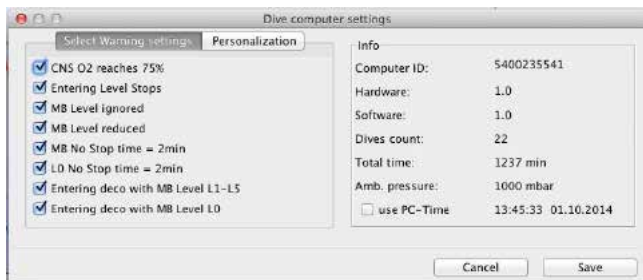 Dive computer settings
Select Warning settings
Personalization
CNS O2 reaches 75%
Entering Level Stops
MB Level ignored
MB Level reduced
MB No Stop time = 2min
L0 No Stop time = 2min
Entering deco with MB Level L1-L5
Entering deco with MB Level L0
Info
Computer ID: 5400235541
Hardware: 1.0
Software: 1.0
Dives count: 22
Total time: 1237 min
Amb. pressure: 1000 mbar
use PC-Time 13:45:33 01.10.2014
Cancel
Save